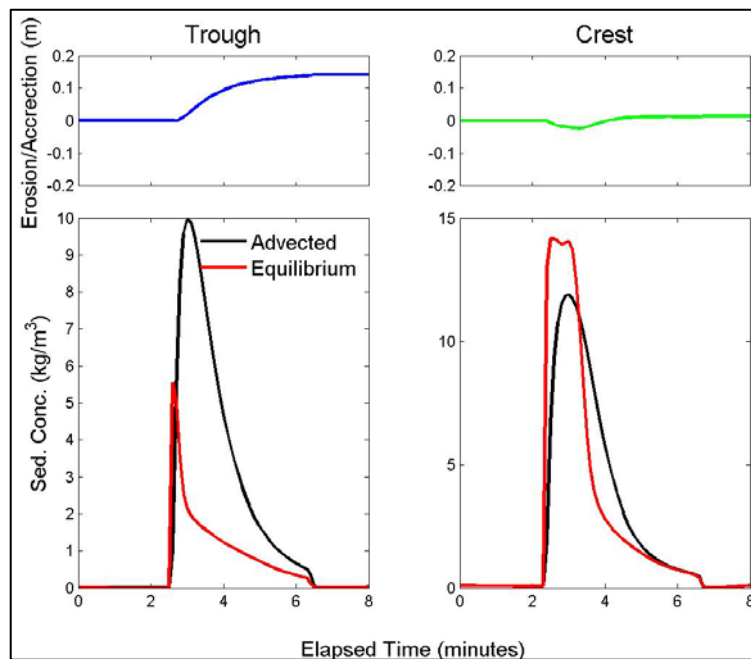 Trough
Crest
Erosion/Accrection (m)
0.2
0.1
0
-0.1
-0.2
0.2
0.1
0
-0.1
-0.2
10
9
8
7
6
5
4
3
2
1
0
Advected
Equilibrium
15
10
5
0
Sed. Conc. (kg/m³)
0 2 4 6 8
0 2 4 6 8
Elapsed Time (minutes)